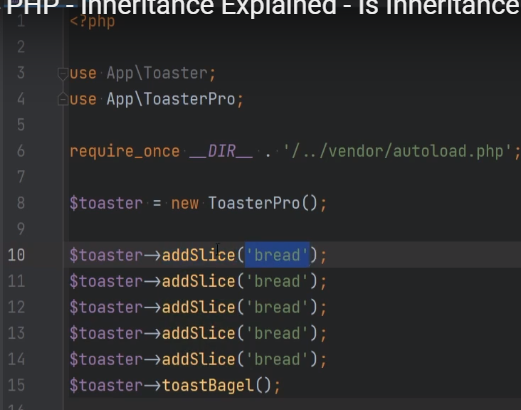 PHP - Inheritance Explained - Is Inheritance
1 <?php
2
3 use App\Toaster;
4 use App\ToasterPro;
5
6 require_once __DIR__ . '/../vendor/autoload.php';
7
8 $toaster = new ToasterPro();
9
10 $toaster->addSlice('bread');
11 $toaster->addSlice('bread');
12 $toaster->addSlice('bread');
13 $toaster->addSlice('bread');
14 $toaster->addSlice('bread');
15 $toaster->toastBagel();
16